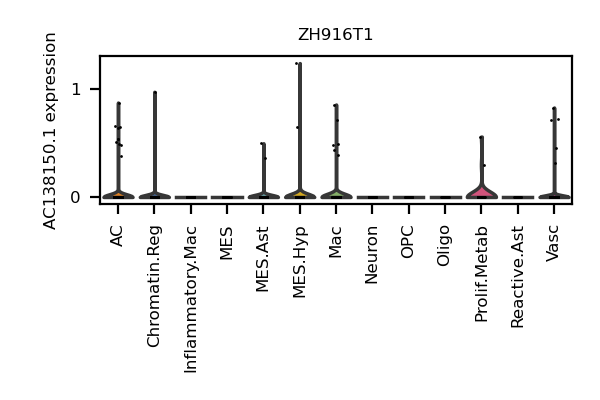 ZH916T1
AC138150.1 expression
1
0
AC
Chromatin.Reg
Inflammatory.Mac
MES
MES.Ast
MES.Hyp
Mac
Neuron
OPC
Oligo
Prolif.Metab
Reactive.Ast
Vasc